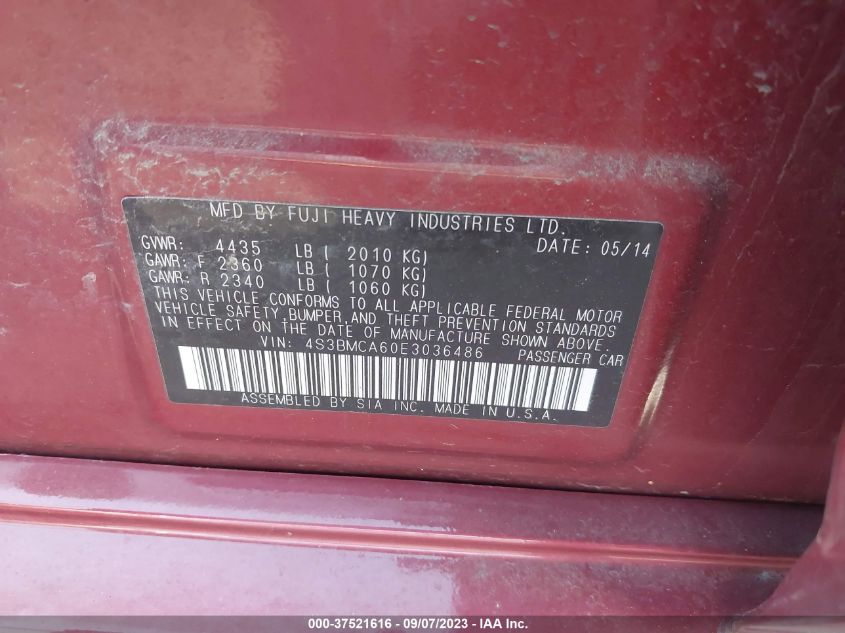 MFD BY FUJI HEAVY INDUSTRIES LTD.
GVWR: 4435 LB ( 2010 KG) DATE: 05/14
GAWR: F 2360 LB ( 1070 KG)
GAWR: R 2340 LB ( 1060 KG)
THIS VEHICLE CONFORMS TO ALL APPLICABLE FEDERAL MOTOR
VEHICLE SAFETY, BUMPER, AND THEFT PREVENTION STANDARDS
IN EFFECT ON THE DATE OF MANUFACTURE SHOWN ABOVE.
VIN: 4S3BMCA60E3036486 PASSENGER CAR
ASSEMBLED BY SIA INC. MADE IN U.S.A.
000-37521616 - 09/07/2023 - IAA Inc.